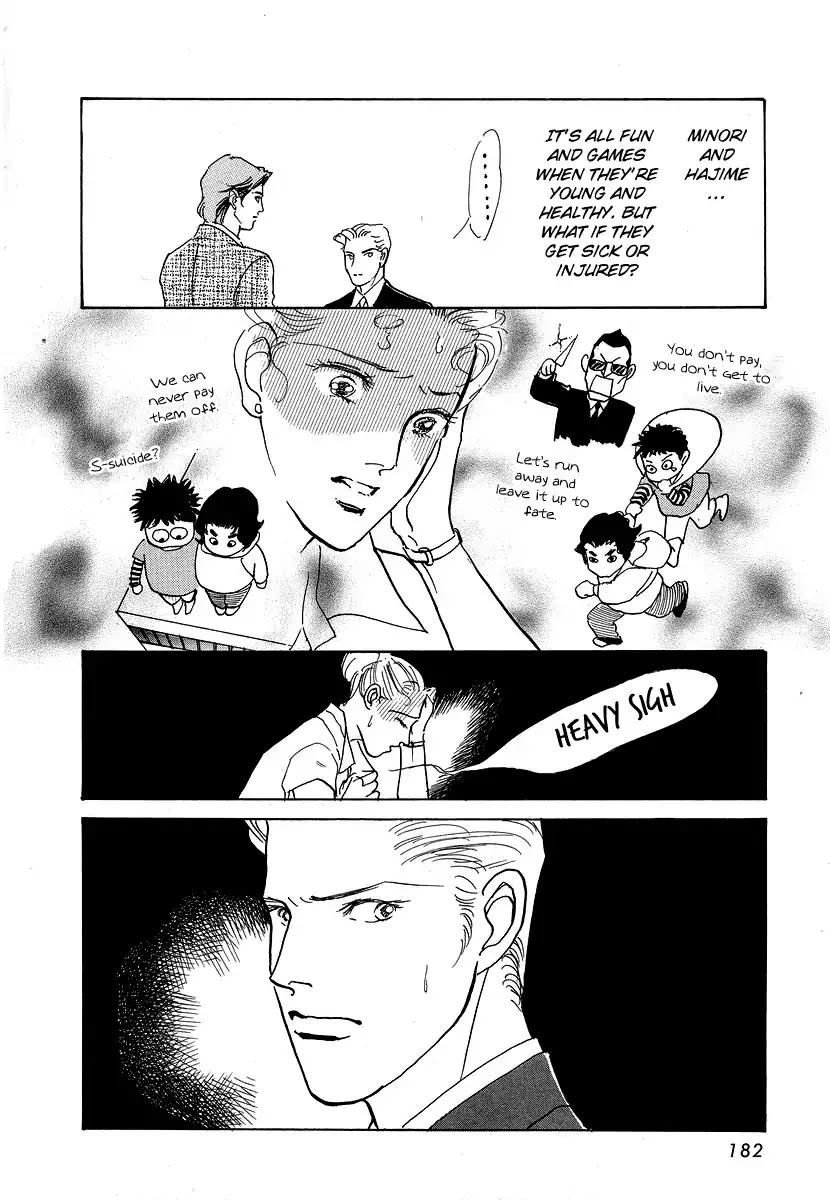 MINORI
AND
HAJIME
...
IT'S ALL FUN
AND GAMES
WHEN THEY'RE
YOUNG AND
HEALTHY. BUT
WHAT IF THEY
GET SICK OR
INJURED?
.......
You don't pay,
you don't get to
live.
Let's run
away and
leave it up to
fate.
We can
never pay
them off.
S-suicide?
HEAVY SIGH
182